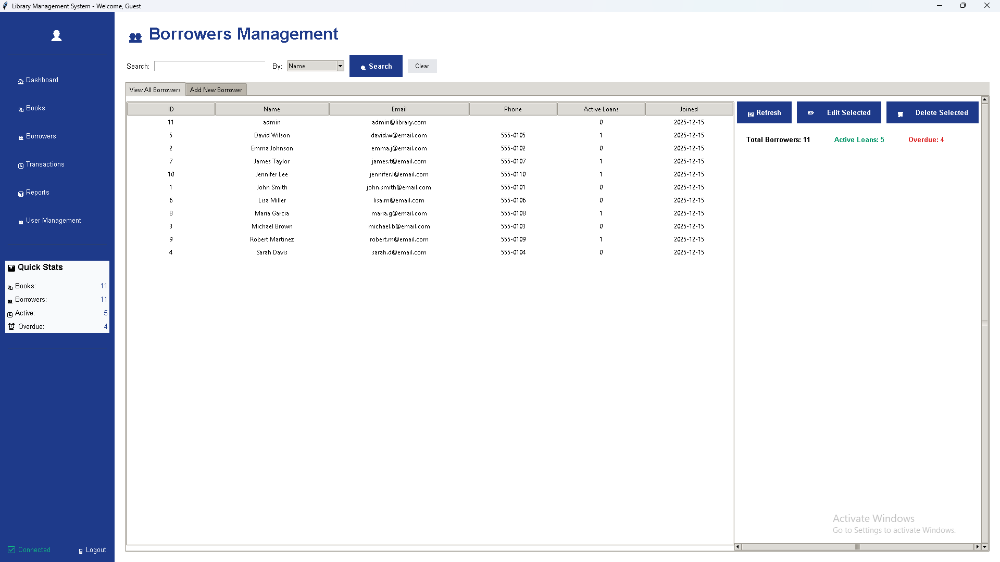 Library Management System - Welcome, Guest
Dashboard
Books
Borrowers
Transactions
Reports
User Management
Quick Stats
Books: 11
Borrowers: 11
Active: 5
Overdue: 4
Connected
Logout
Borrowers Management
Search: By: Name Search Clear
View All Borrowers Add New Borrower
ID Name Email Phone Active Loans Joined
11 admin admin@library.com 0 2025-12-15
5 David Wilson david.w@email.com 555-0105 1 2025-12-15
2 Emma Johnson emma.j@email.com 555-0102 0 2025-12-15
7 James Taylor james.t@email.com 555-0107 1 2025-12-15
10 Jennifer Lee jennifer.l@email.com 555-0110 1 2025-12-15
1 John Smith john.smith@email.com 555-0101 0 2025-12-15
6 Lisa Miller lisa.m@email.com 555-0106 0 2025-12-15
8 Maria Garcia maria.g@email.com 555-0108 1 2025-12-15
3 Michael Brown michael.b@email.com 555-0103 0 2025-12-15
9 Robert Martinez robert.m@email.com 555-0109 1 2025-12-15
4 Sarah Davis sarah.d@email.com 555-0104 0 2025-12-15
Refresh Edit Selected Delete Selected
Total Borrowers: 11 Active Loans: 5 Overdue: 4
Activate Windows
Go to Settings to activate Windows.